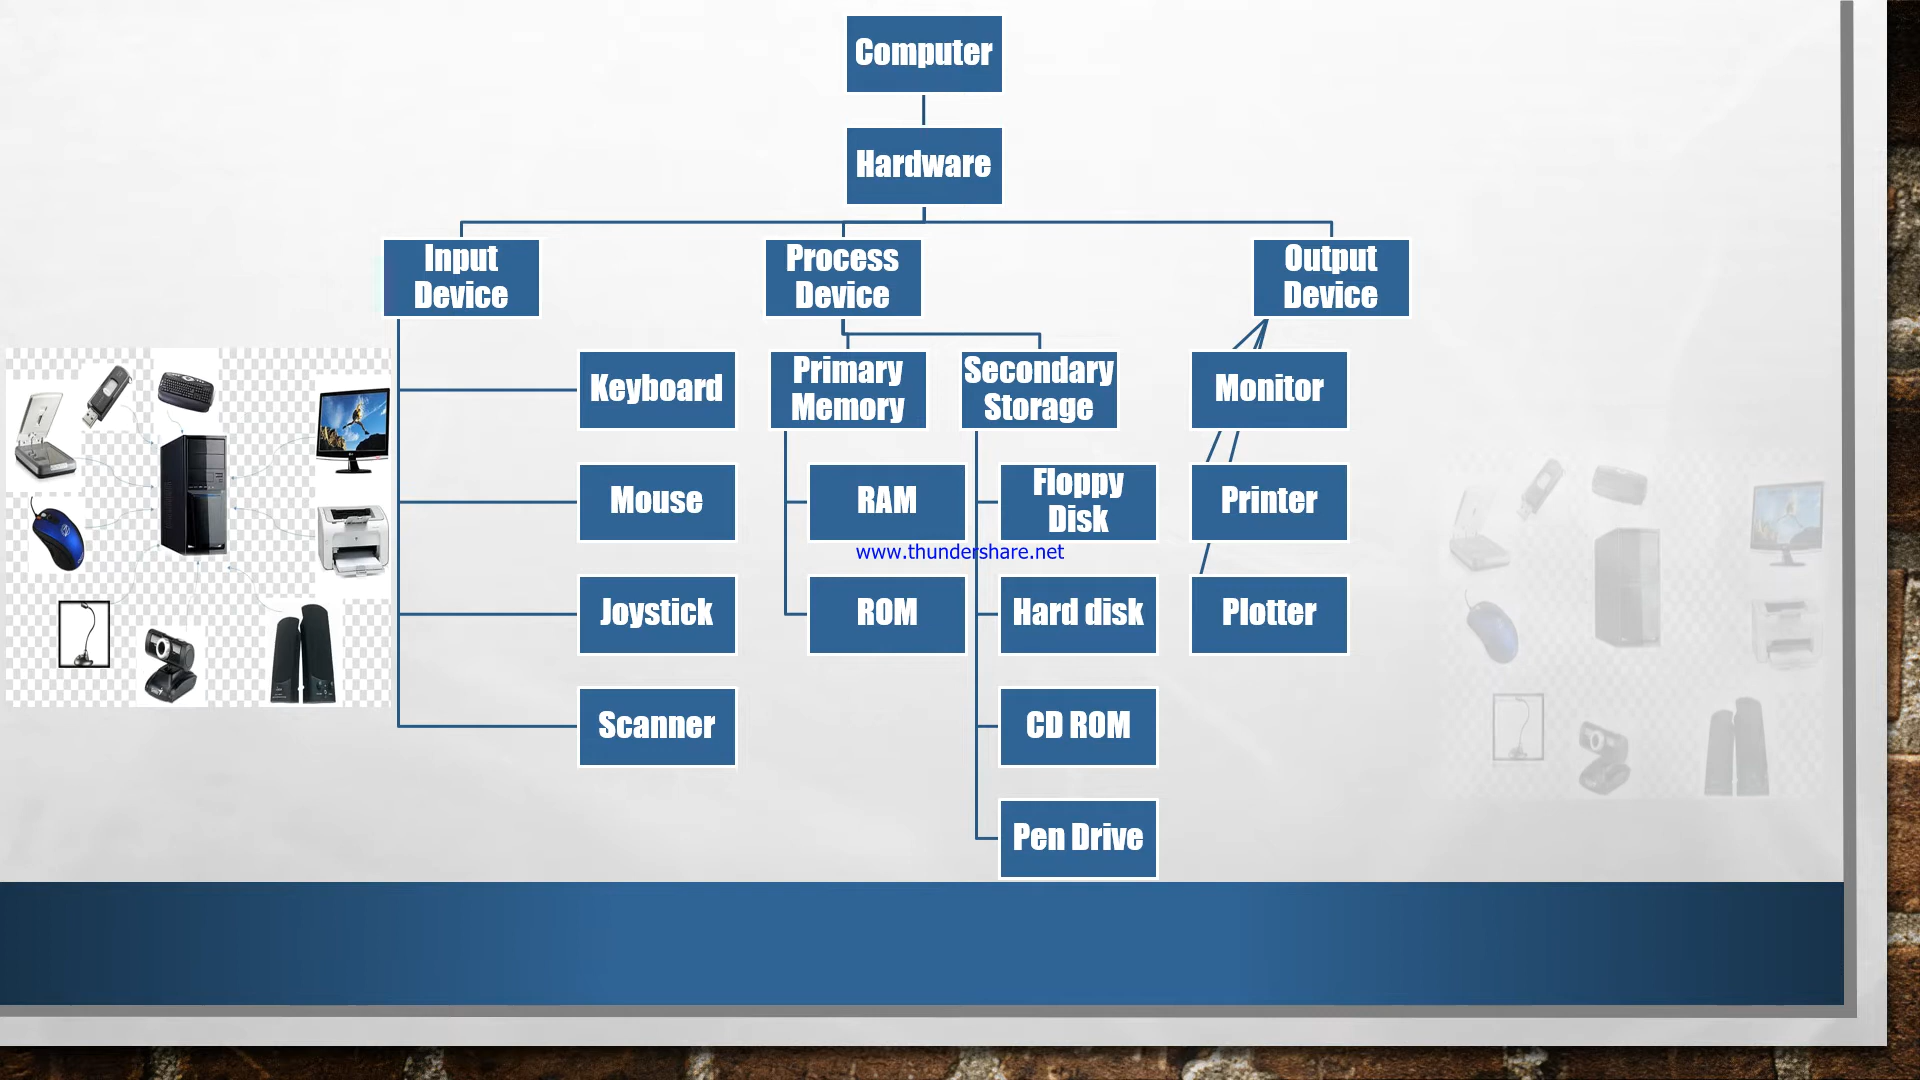 Computer
Hardware
Input
Device
Process
Device
Output
Device
Keyboard
Primary
Memory
Secondary
Storage
Monitor
Mouse
RAM
Floppy
Disk
Printer
www.thundershare.net
Joystick
ROM
Hard disk
Plotter
Scanner
CD ROM
Pen Drive